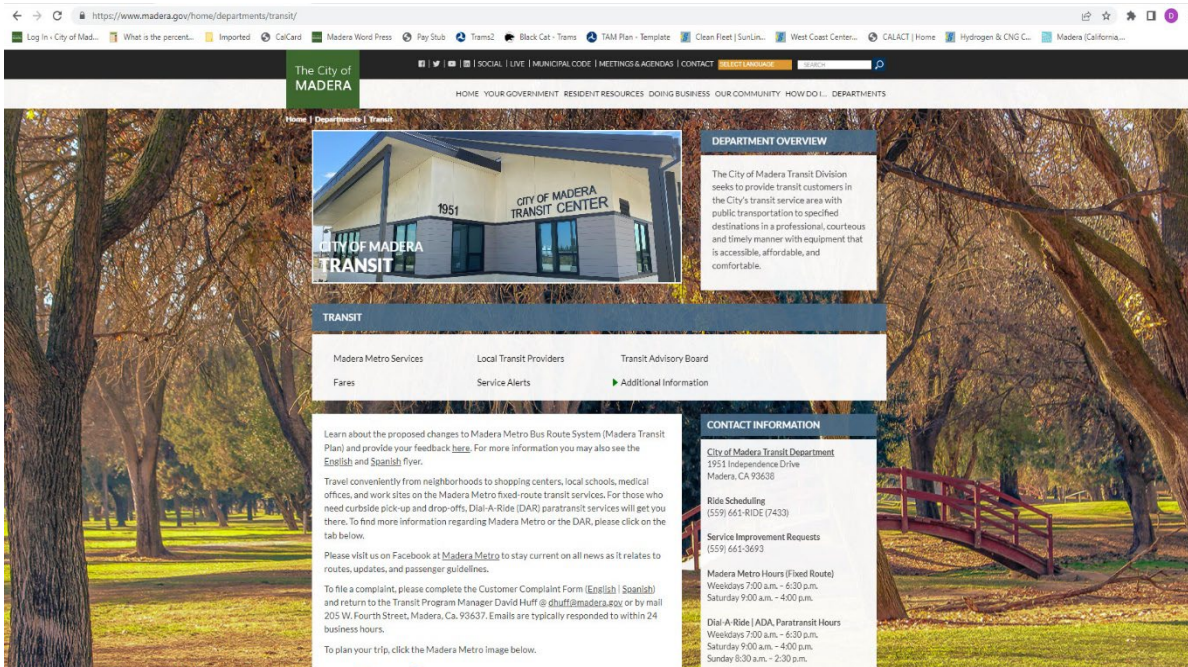 https://www.madera.gov/home/departments/transit/
Log In ‹ City of Mad...
What is the percent...
Imported
CalCard
Madera Word Press
Pay Stub
Trams2
Black Cat - Trams
TAM Plan - Template
Clean Fleet | SunLin...
West Coast Center...
CALACT | Home
Hydrogen & CNG C...
Madera (California,...
The City of
MADERA
| SOCIAL | LIVE | MUNICIPAL CODE | MEETINGS & AGENDAS | CONTACT
SELECT LANGUAGE
SEARCH
HOME YOUR GOVERNMENT RESIDENT RESOURCES DOING BUSINESS OUR COMMUNITY HOW DO I... DEPARTMENTS
Home | Departments | Transit
1951
CITY OF MADERA
TRANSIT CENTER
CITY OF MADERA
TRANSIT
DEPARTMENT OVERVIEW
The City of Madera Transit Division
seeks to provide transit customers in
the City's transit service area with
public transportation to specified
destinations in a professional, courteous
and timely manner with equipment that
is accessible, affordable, and
comfortable.
TRANSIT
Madera Metro Services
Local Transit Providers
Transit Advisory Board
Fares
Service Alerts
Additional Information
Learn about the proposed changes to Madera Metro Bus Route System (Madera Transit
Plan) and provide your feedback here. For more information you may also see the
English and Spanish flyer.
Travel conveniently from neighborhoods to shopping centers, local schools, medical
offices, and work sites on the Madera Metro fixed-route transit services. For those who
need curbside pick-up and drop-offs, Dial-A-Ride (DAR) paratransit services will get you
there. To find more information regarding Madera Metro or the DAR, please click on the
tab below.
Please visit us on Facebook at Madera Metro to stay current on all news as it relates to
routes, updates, and passenger guidelines.
To file a complaint, please complete the Customer Complaint Form (English | Spanish)
and return to the Transit Program Manager David Huff @ dhuff@madera.gov or by mail
205 W. Fourth Street, Madera, Ca. 93637. Emails are typically responded to within 24
business hours.
To plan your trip, click the Madera Metro image below.
CONTACT INFORMATION
City of Madera Transit Department
1951 Independence Drive
Madera, CA 93638
Ride Scheduling
(559) 661-RIDE (7433)
Service Improvement Requests
(559) 661-3693
Madera Metro Hours (Fixed Route)
Weekdays 7:00 a.m. – 6:30 p.m.
Saturday 9:00 a.m. – 4:00 p.m.
Dial-A-Ride | ADA, Paratransit Hours
Weekdays 7:00 a.m. – 6:30 p.m.
Saturday 9:00 a.m. – 4:00 p.m.
Sunday 8:30 a.m. – 2:30 p.m.